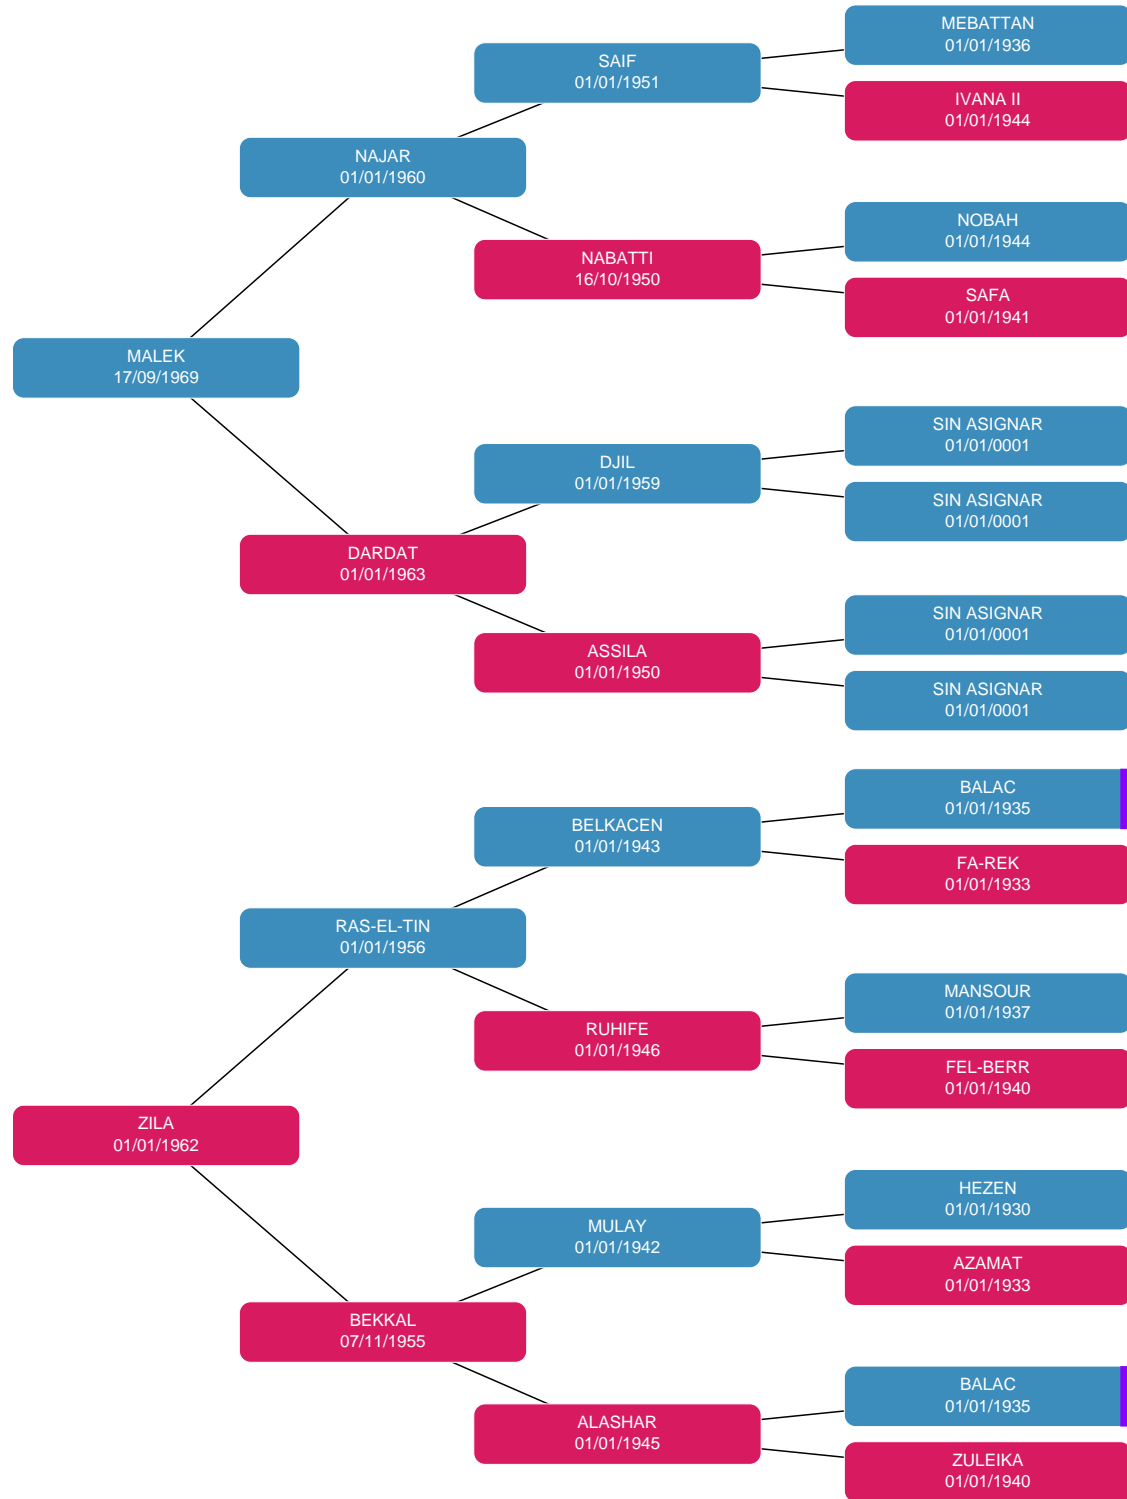 MEBATTAN
01/01/1936
SAIF
01/01/1951
IVANA II
01/01/1944
NAJAR
01/01/1960
NOBAH
01/01/1944
NABATTI
16/10/1950
SAFA
01/01/1941
MALEK
17/09/1969
SIN ASIGNAR
01/01/0001
DJIL
01/01/1959
SIN ASIGNAR
01/01/0001
DARDAT
01/01/1963
SIN ASIGNAR
01/01/0001
ASSILA
01/01/1950
SIN ASIGNAR
01/01/0001
BALAC
01/01/1935
BELKACEN
01/01/1943
FA-REK
01/01/1933
RAS-EL-TIN
01/01/1956
MANSOUR
01/01/1937
RUHIFE
01/01/1946
FEL-BERR
01/01/1940
ZILA
01/01/1962
HEZEN
01/01/1930
MULAY
01/01/1942
AZAMAT
01/01/1933
BEKKAL
07/11/1955
BALAC
01/01/1935
ALASHAR
01/01/1945
ZULEIKA
01/01/1940